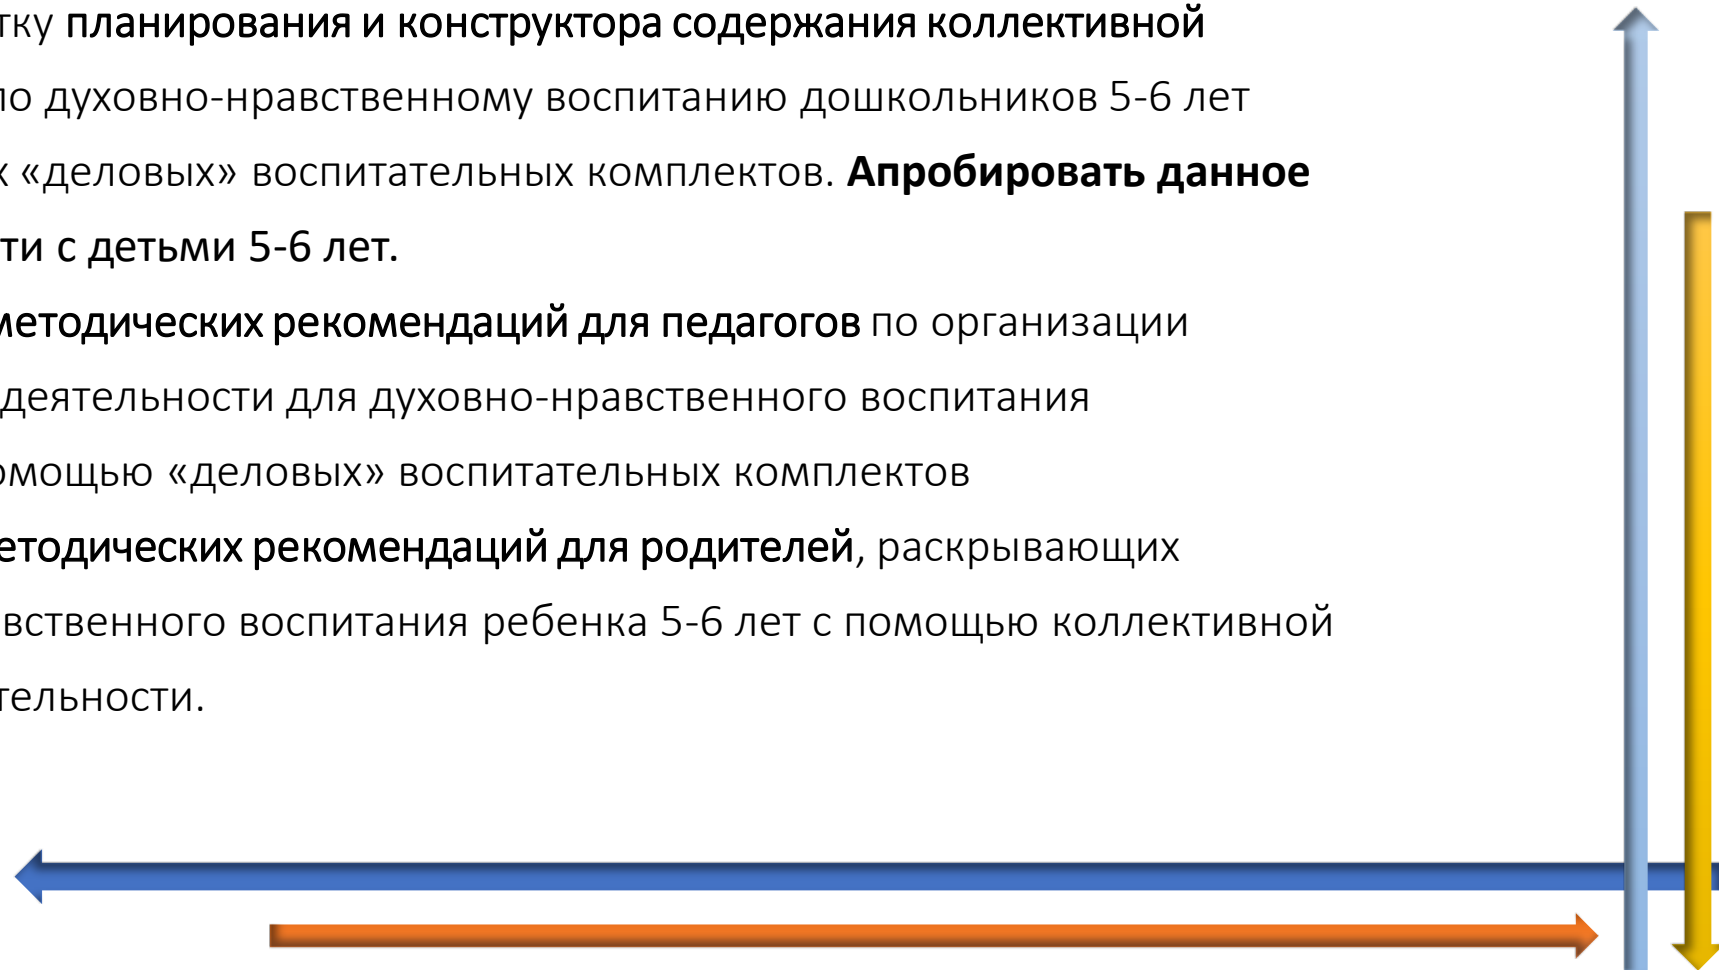 тку планирования и конструктора содержания коллективной
по духовно-нравственному воспитанию дошкольников 5-6 лет
х «деловых» воспитательных комплектов. Апробировать данное
ти с детьми 5-6 лет.
методических рекомендаций для педагогов по организации
деятельности для духовно-нравственного воспитания
омощью «деловых» воспитательных комплектов
етодических рекомендаций для родителей, раскрывающих
вственного воспитания ребенка 5-6 лет с помощью коллективной
тельности.